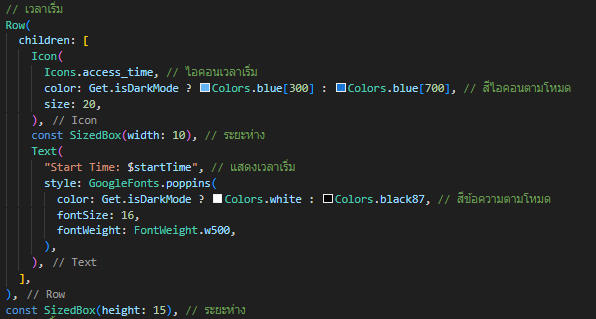 // เวลาเริ่ม
Row(
  children: [
    Icon(
      Icons.access_time, // ไอคอนเวลาเริ่ม
      color: Get.isDarkMode ? Colors.blue[300] : Colors.blue[700], // สีไอคอนตามโหมด
      size: 20,
    ), // Icon
    const SizedBox(width: 10), // ระยะห่าง
    Text(
      "Start Time: $startTime", // แสดงเวลาเริ่ม
      style: GoogleFonts.poppins(
        color: Get.isDarkMode ? Colors.white : Colors.black87, // สีข้อความตามโหมด
        fontSize: 16,
        fontWeight: FontWeight.w500,
      ),
    ), // Text
  ],
), // Row
const SizedBox(height: 15), // ระยะห่าง